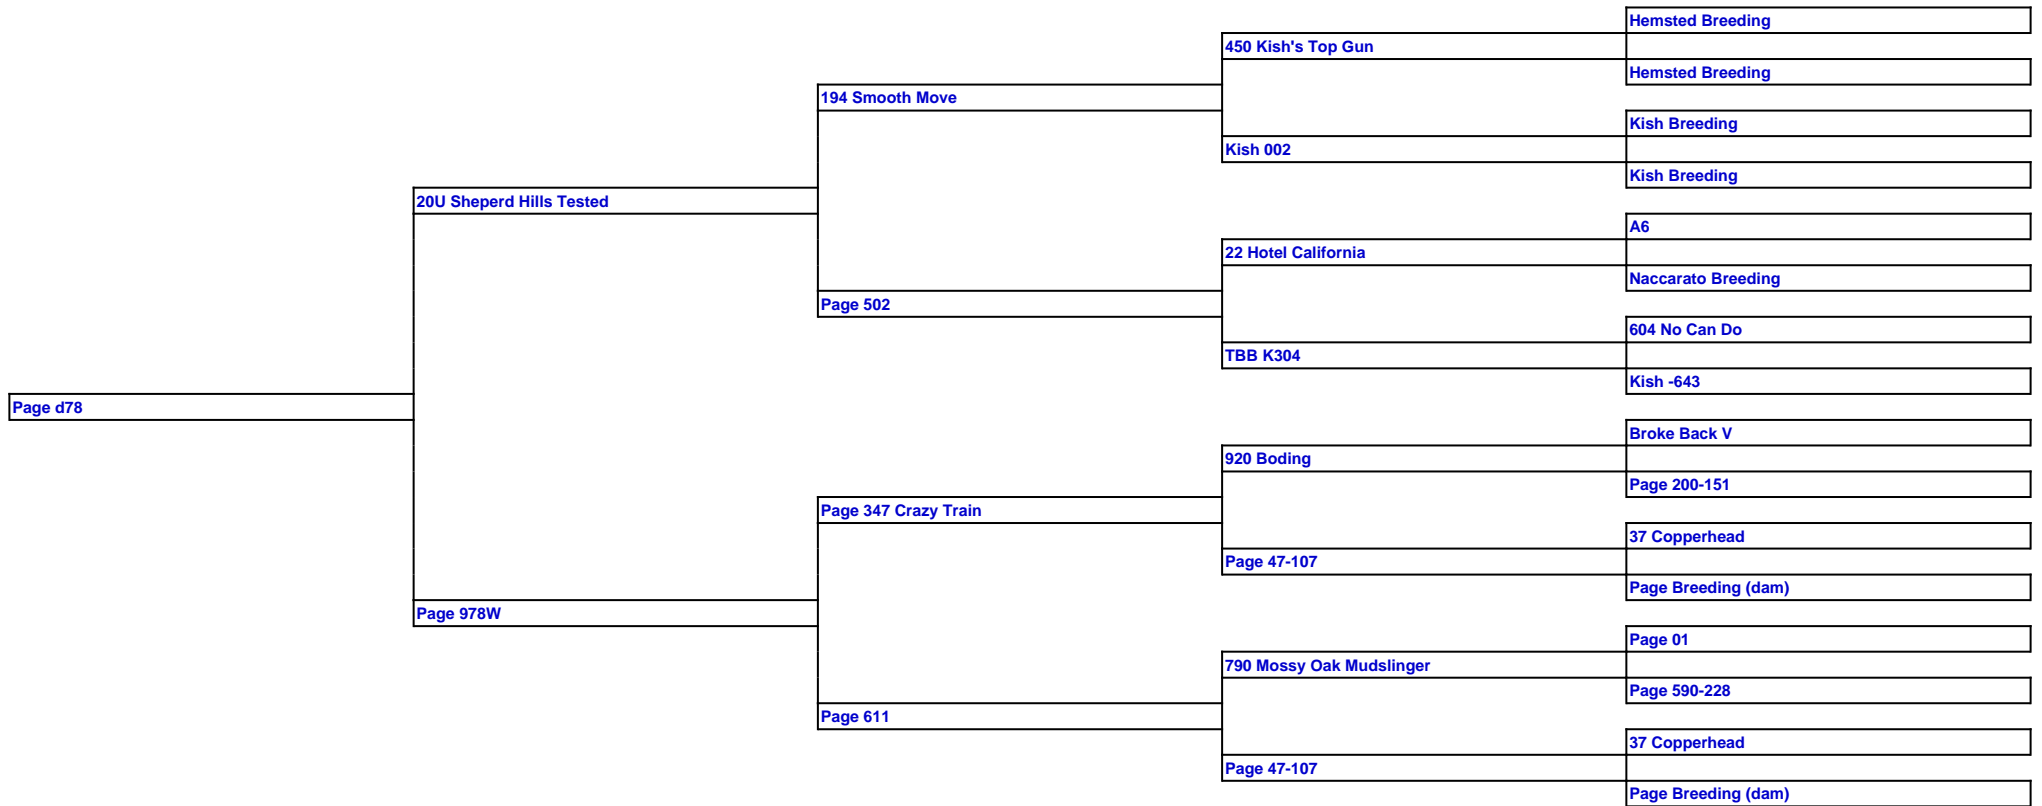 Hemsted Breeding
450 Kish's Top Gun
Hemsted Breeding
194 Smooth Move
Kish Breeding
Kish 002
Kish Breeding
20U Sheperd Hills Tested
A6
22 Hotel California
Naccarato Breeding
Page 502
604 No Can Do
TBB K304
Kish -643
Page d78
Broke Back V
920 Boding
Page 200-151
Page 347 Crazy Train
37 Copperhead
Page 47-107
Page Breeding (dam)
Page 978W
Page 01
790 Mossy Oak Mudslinger
Page 590-228
Page 611
37 Copperhead
Page 47-107
Page Breeding (dam)